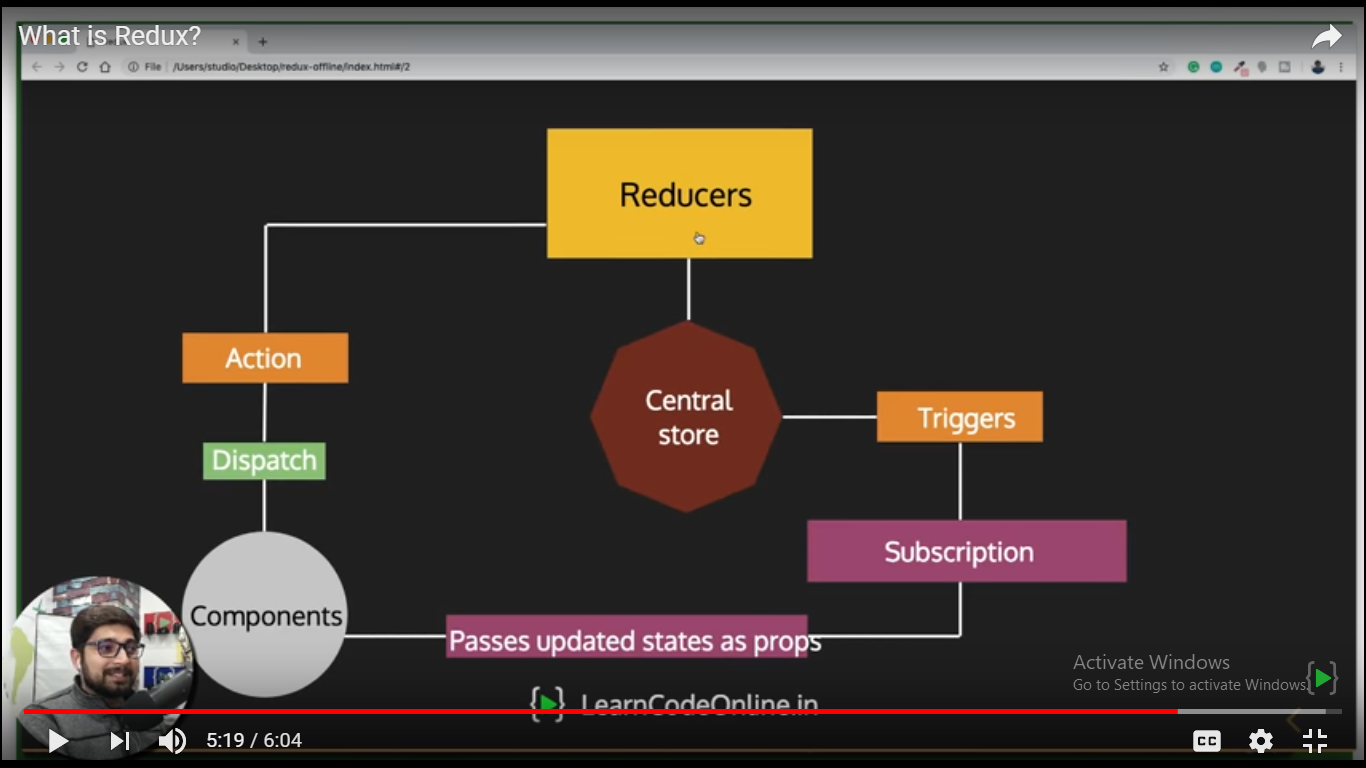 What is Redux?
File /Users/studio/Desktop/redux-offline/index.html#/2
Reducers
Action
Central
store
Triggers
Dispatch
Subscription
Components
Passes updated states as props
Activate Windows
Go to Settings to activate Windows.
LearnCodeOnline.in
5:19 / 6:04
CC